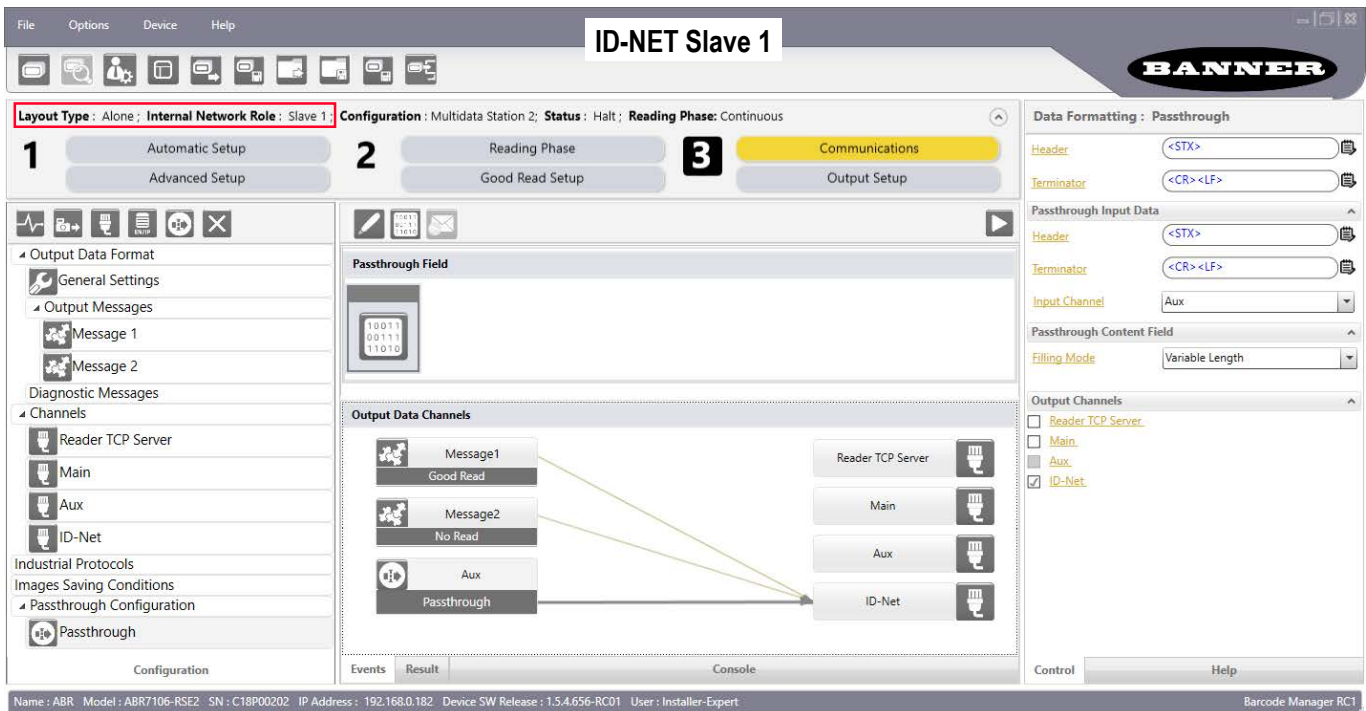 File Options Device Help
ID-NET Slave 1
BANNER
Layout Type : Alone ; Internal Network Role : Slave 1 ; Configuration : Multidata Station 2; Status : Halt ; Reading Phase: Continuous
1 Automatic Setup 2 Reading Phase 3 Communications
Advanced Setup Good Read Setup Output Setup
Output Data Format
General Settings
Output Messages
Message 1
Message 2
Diagnostic Messages
Channels
Reader TCP Server
Main
Aux
ID-Net
Industrial Protocols
Images Saving Conditions
Passthrough Configuration
Passthrough
Configuration
Passthrough Field
10011
00111
11010
Output Data Channels
Message1
Good Read
Message2
No Read
Aux
Passthrough
Reader TCP Server
Main
Aux
ID-Net
Events Result Console
Data Formatting : Passthrough
Header <STX>
Terminator <CR><LF>
Passthrough Input Data
Header <STX>
Terminator <CR><LF>
Input Channel Aux
Passthrough Content Field
Filling Mode Variable Length
Output Channels
Reader TCP Server
Main
Aux
ID-Net
Control Help
Name : ABR Model : ABR7106-RSE2 SN : C18P00202 IP Address : 192.168.0.182 Device SW Release : 1.5.4.656-RC01 User : Installer-Expert Barcode Manager RC1